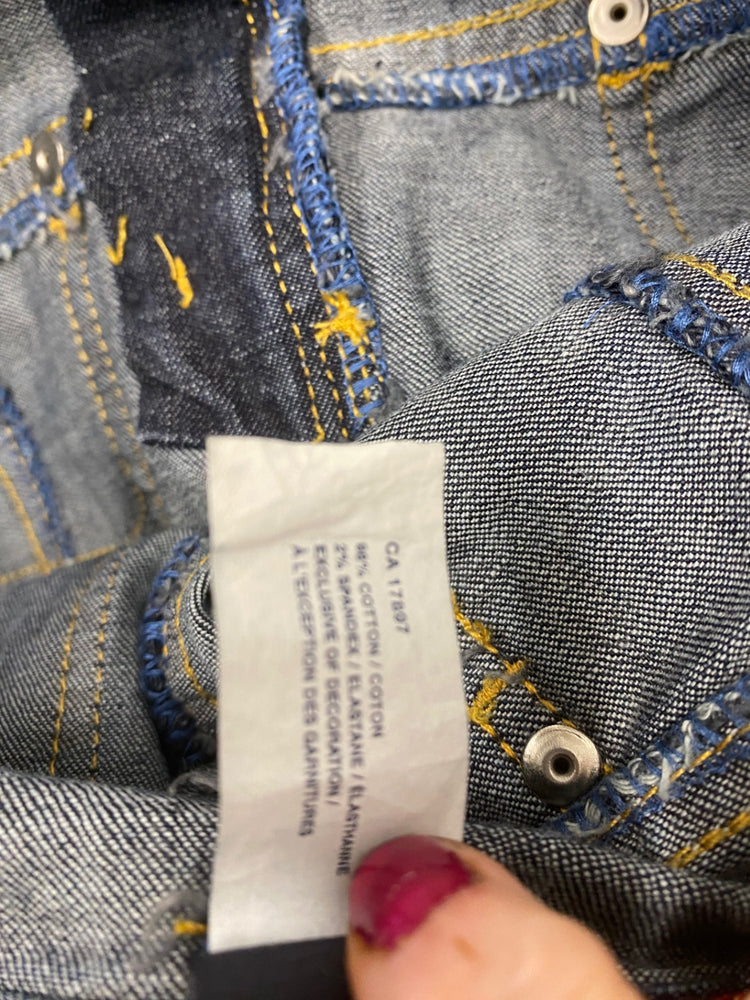 CA 17897
98% COTTON / COTON
2% SPANDEX / ELASTANE / ÉLASTHANNE
EXCLUSIVE OF DECORATION /
À L'EXCEPTION DES GARNITURES